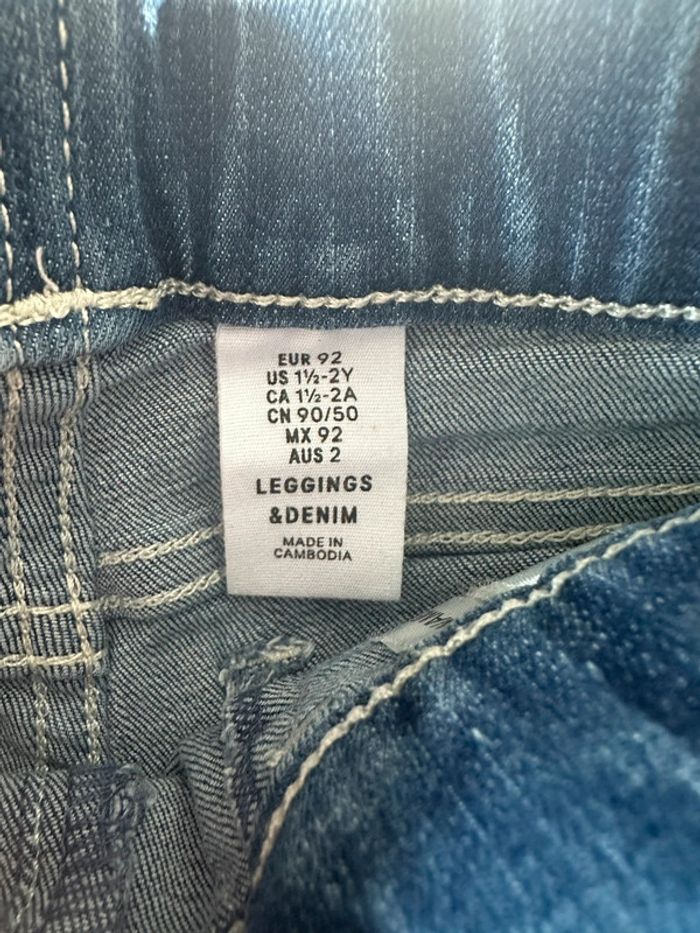 EUR 92
US 1½-2Y
CA 1½-2A
CN 90/50
MX 92
AUS 2
LEGGINGS
&DENIM
MADE IN
CAMBODIA